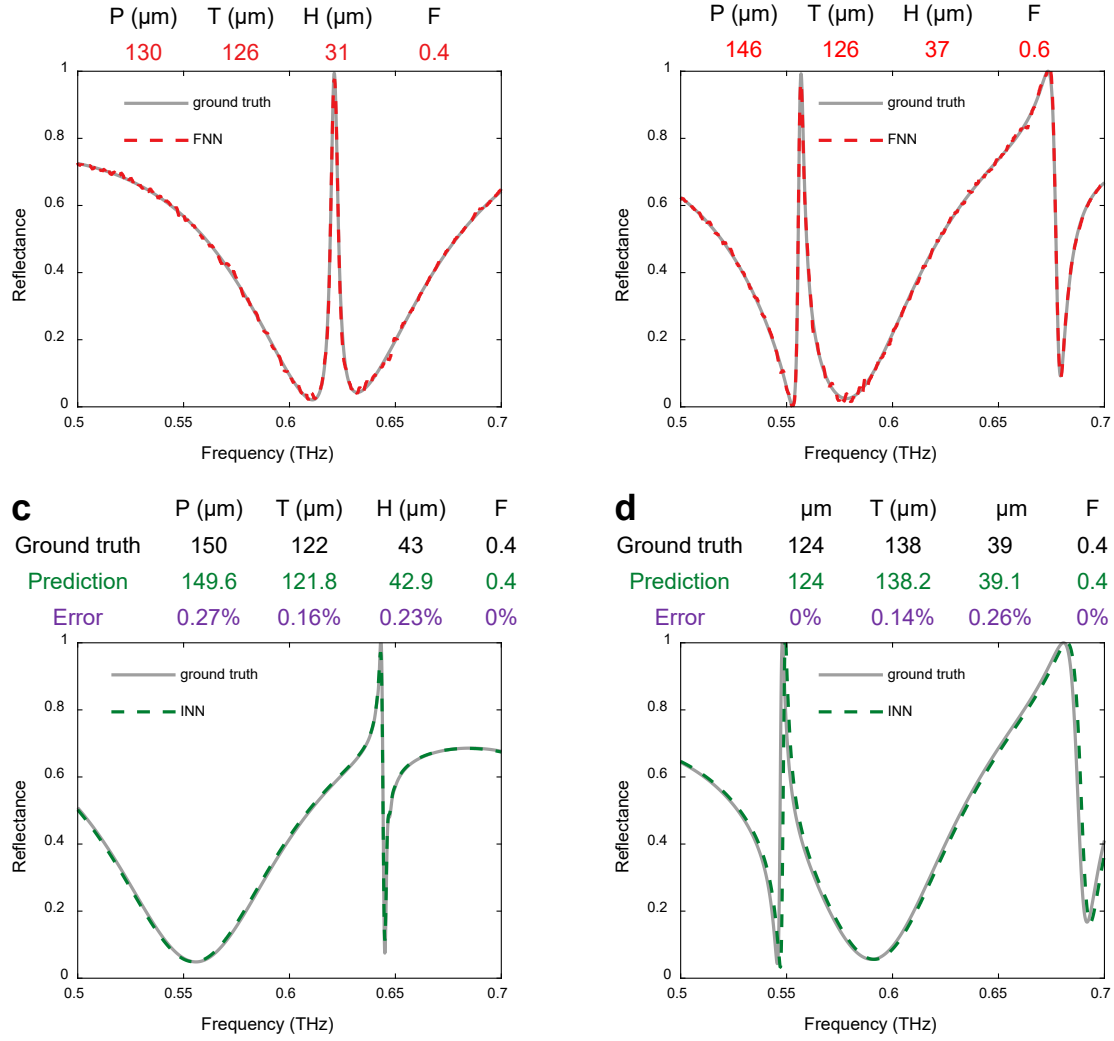 P (µm) T (µm) H (µm) F
130 126 31 0.4
1
0.8
0.6
0.4
0.2
0
Reflectance
ground truth
FNN
0.5 0.55 0.6 0.65 0.7
Frequency (THz)
P (µm) T (µm) H (µm) F
146 126 37 0.6
1
0.8
0.6
0.4
0.2
0
Reflectance
ground truth
FNN
0.5 0.55 0.6 0.65 0.7
Frequency (THz)
c
P (µm) T (µm) H (µm) F
Ground truth 150 122 43 0.4
Prediction 149.6 121.8 42.9 0.4
Error 0.27% 0.16% 0.23% 0%
1
0.8
0.6
0.4
0.2
0
Reflectance
ground truth
INN
0.5 0.55 0.6 0.65 0.7
Frequency (THz)
d
µm T (µm) µm F
Ground truth 124 138 39 0.4
Prediction 124 138.2 39.1 0.4
Error 0% 0.14% 0.26% 0%
1
0.8
0.6
0.4
0.2
0
Reflectance
ground truth
INN
0.5 0.55 0.6 0.65 0.7
Frequency (THz)